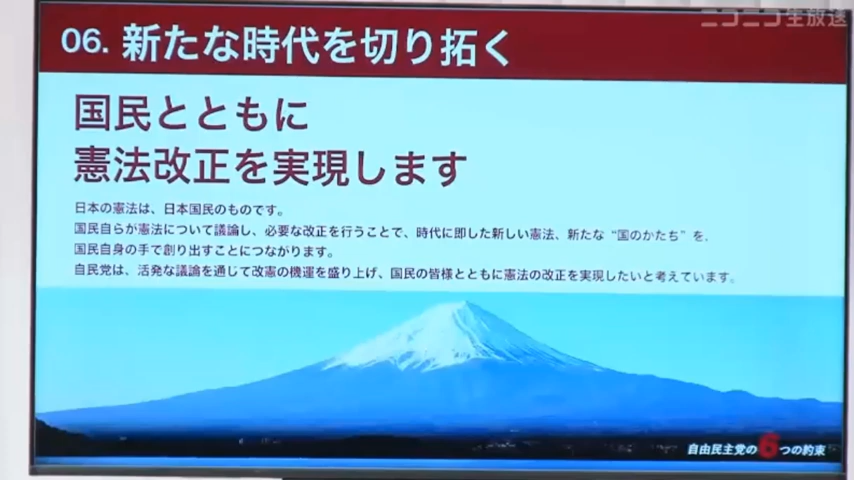 ニコニコ生放送
06. 新たな時代を切り拓く
国民とともに
憲法改正を実現します
日本の憲法は、日本国民のものです。
国民自らが憲法について議論し、必要な改正を行うことで、時代に即した新しい憲法、新たな“国のかたち”を、
国民自身の手で創り出すことにつながります。
自民党は、活発な議論を通じて改憲の機運を盛り上げ、国民の皆様とともに憲法の改正を実現したいと考えています。
自由民主党の6つの約束